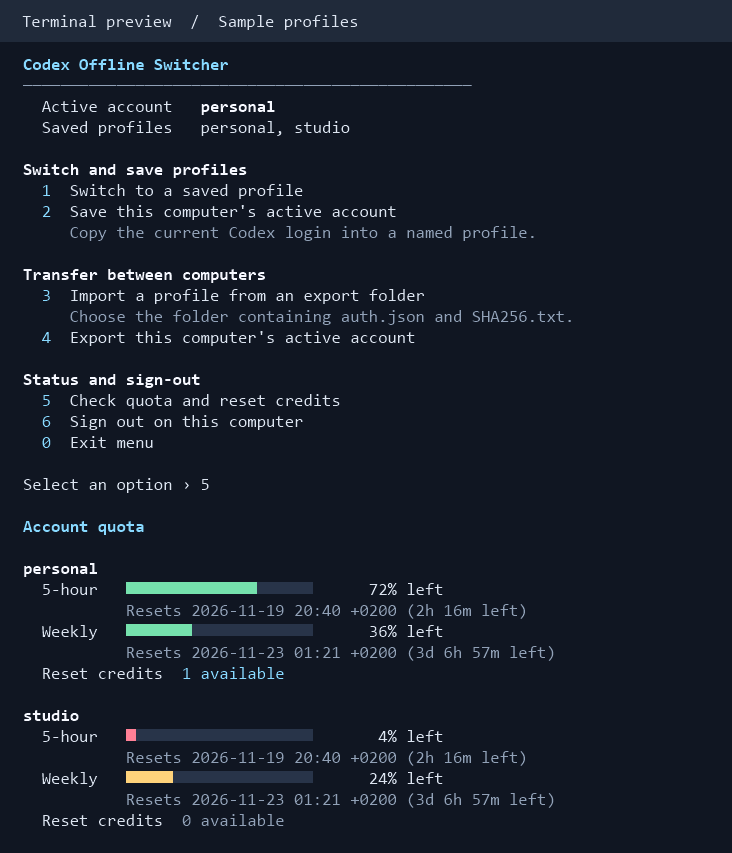 Terminal preview / Sample profiles
Codex Offline Switcher
Active account personal
Saved profiles personal, studio
Switch and save profiles
1 Switch to a saved profile
2 Save this computer's active account
Copy the current Codex login into a named profile.
Transfer between computers
3 Import a profile from an export folder
Choose the folder containing auth.json and SHA256.txt.
4 Export this computer's active account
Status and sign-out
5 Check quota and reset credits
6 Sign out on this computer
0 Exit menu
Select an option › 5
Account quota
personal
5-hour 72% left
Resets 2026-11-19 20:40 +0200 (2h 16m left)
Weekly 36% left
Resets 2026-11-23 01:21 +0200 (3d 6h 57m left)
Reset credits 1 available
studio
5-hour 4% left
Resets 2026-11-19 20:40 +0200 (2h 16m left)
Weekly 24% left
Resets 2026-11-23 01:21 +0200 (3d 6h 57m left)
Reset credits 0 available